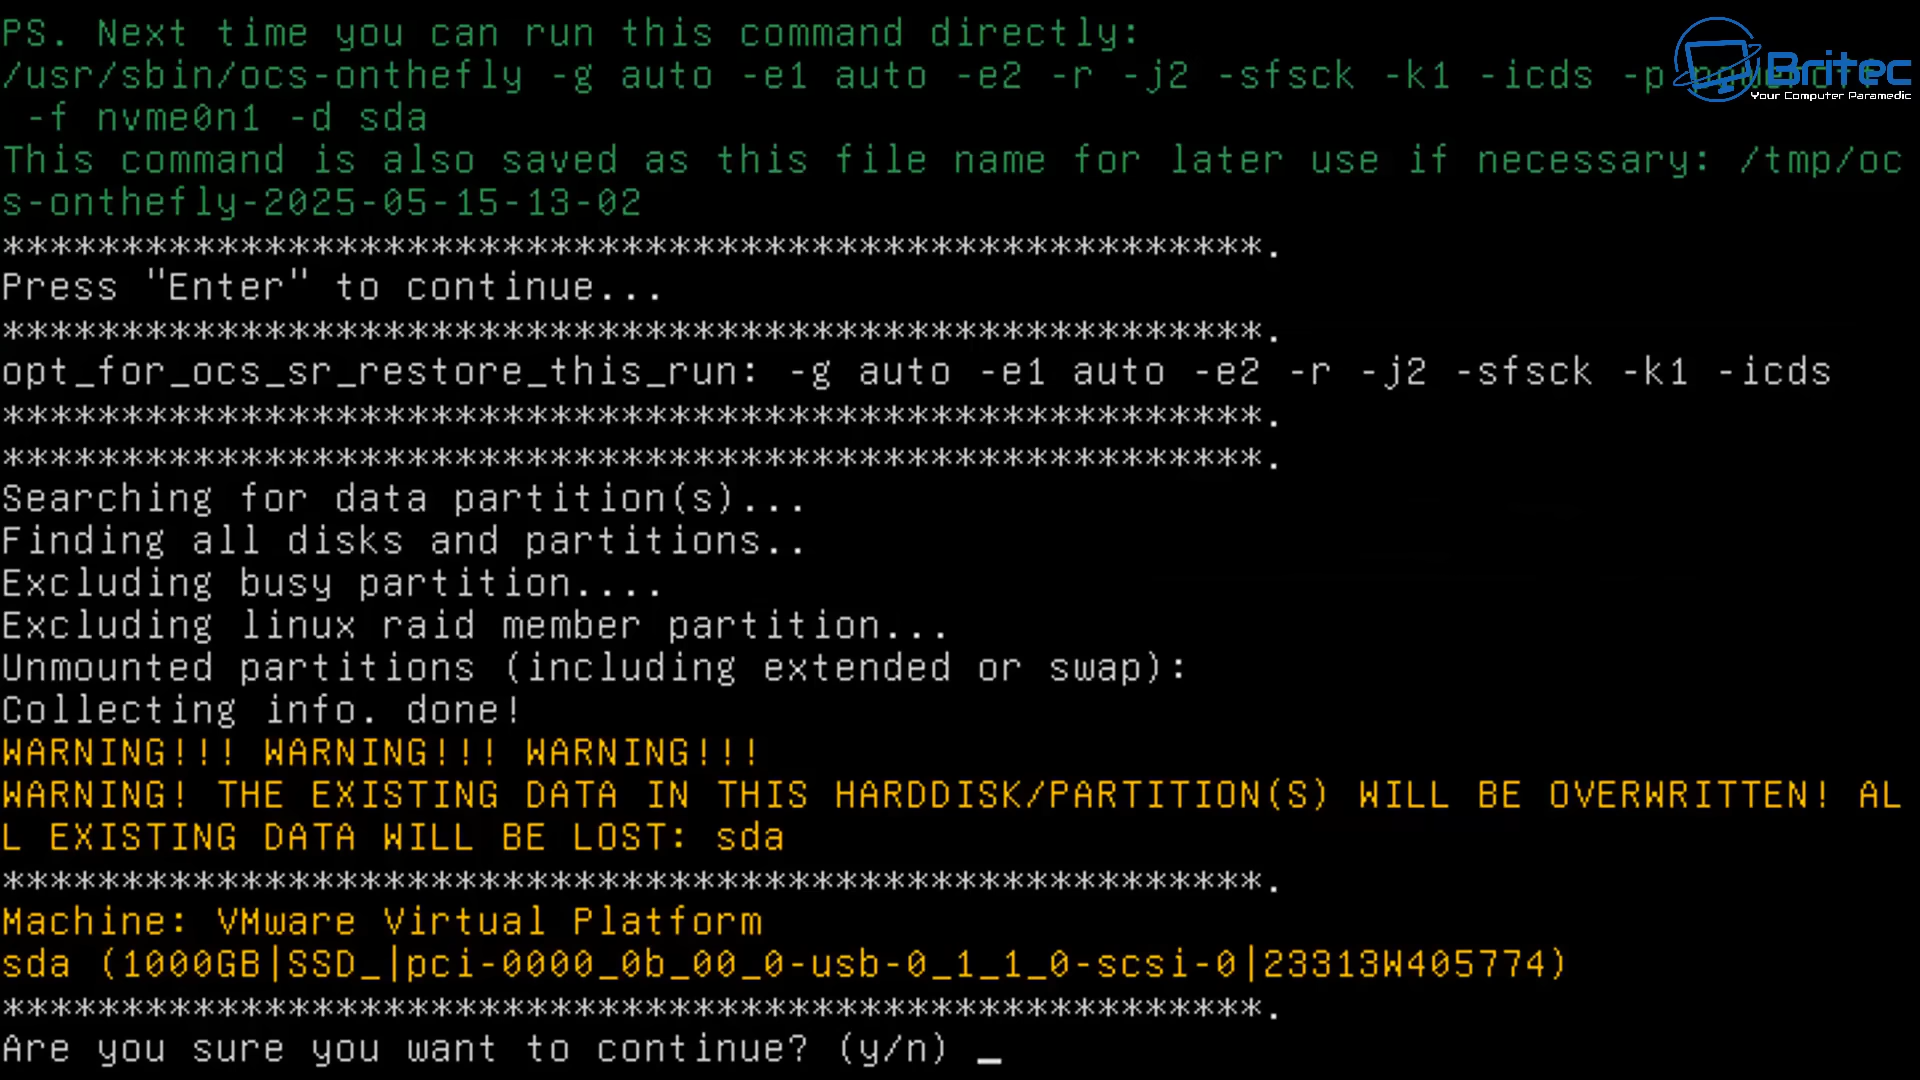 PS. Next time you can run this command directly:
/usr/sbin/ocs-onthefly -g auto -e1 auto -e2 -r -j2 -sfsck -k1 -icds -p
-f nvme0n1 -d sda
This command is also saved as this file name for later use if necessary: /tmp/oc
s-onthefly-2025-05-15-13-02
*****************************************************.
Press "Enter" to continue...
*****************************************************.
opt_for_ocs_sr_restore_this_run: -g auto -e1 auto -e2 -r -j2 -sfsck -k1 -icds
*****************************************************.
*****************************************************.
Searching for data partition(s)...
Finding all disks and partitions..
Excluding busy partition....
Excluding linux raid member partition...
Unmounted partitions (including extended or swap):
Collecting info. done!
WARNING!!! WARNING!!! WARNING!!!
WARNING! THE EXISTING DATA IN THIS HARDDISK/PARTITION(S) WILL BE OVERWRITTEN! AL
L EXISTING DATA WILL BE LOST: sda
*****************************************************.
Machine: VMware Virtual Platform
sda (1000GB|SSD_|pci-0000_0b_00_0-usb-0_1_1_0-scsi-0|23313W405774)
*****************************************************.
Are you sure you want to continue? (y/n) _
Britec
Your Computer Paramedic